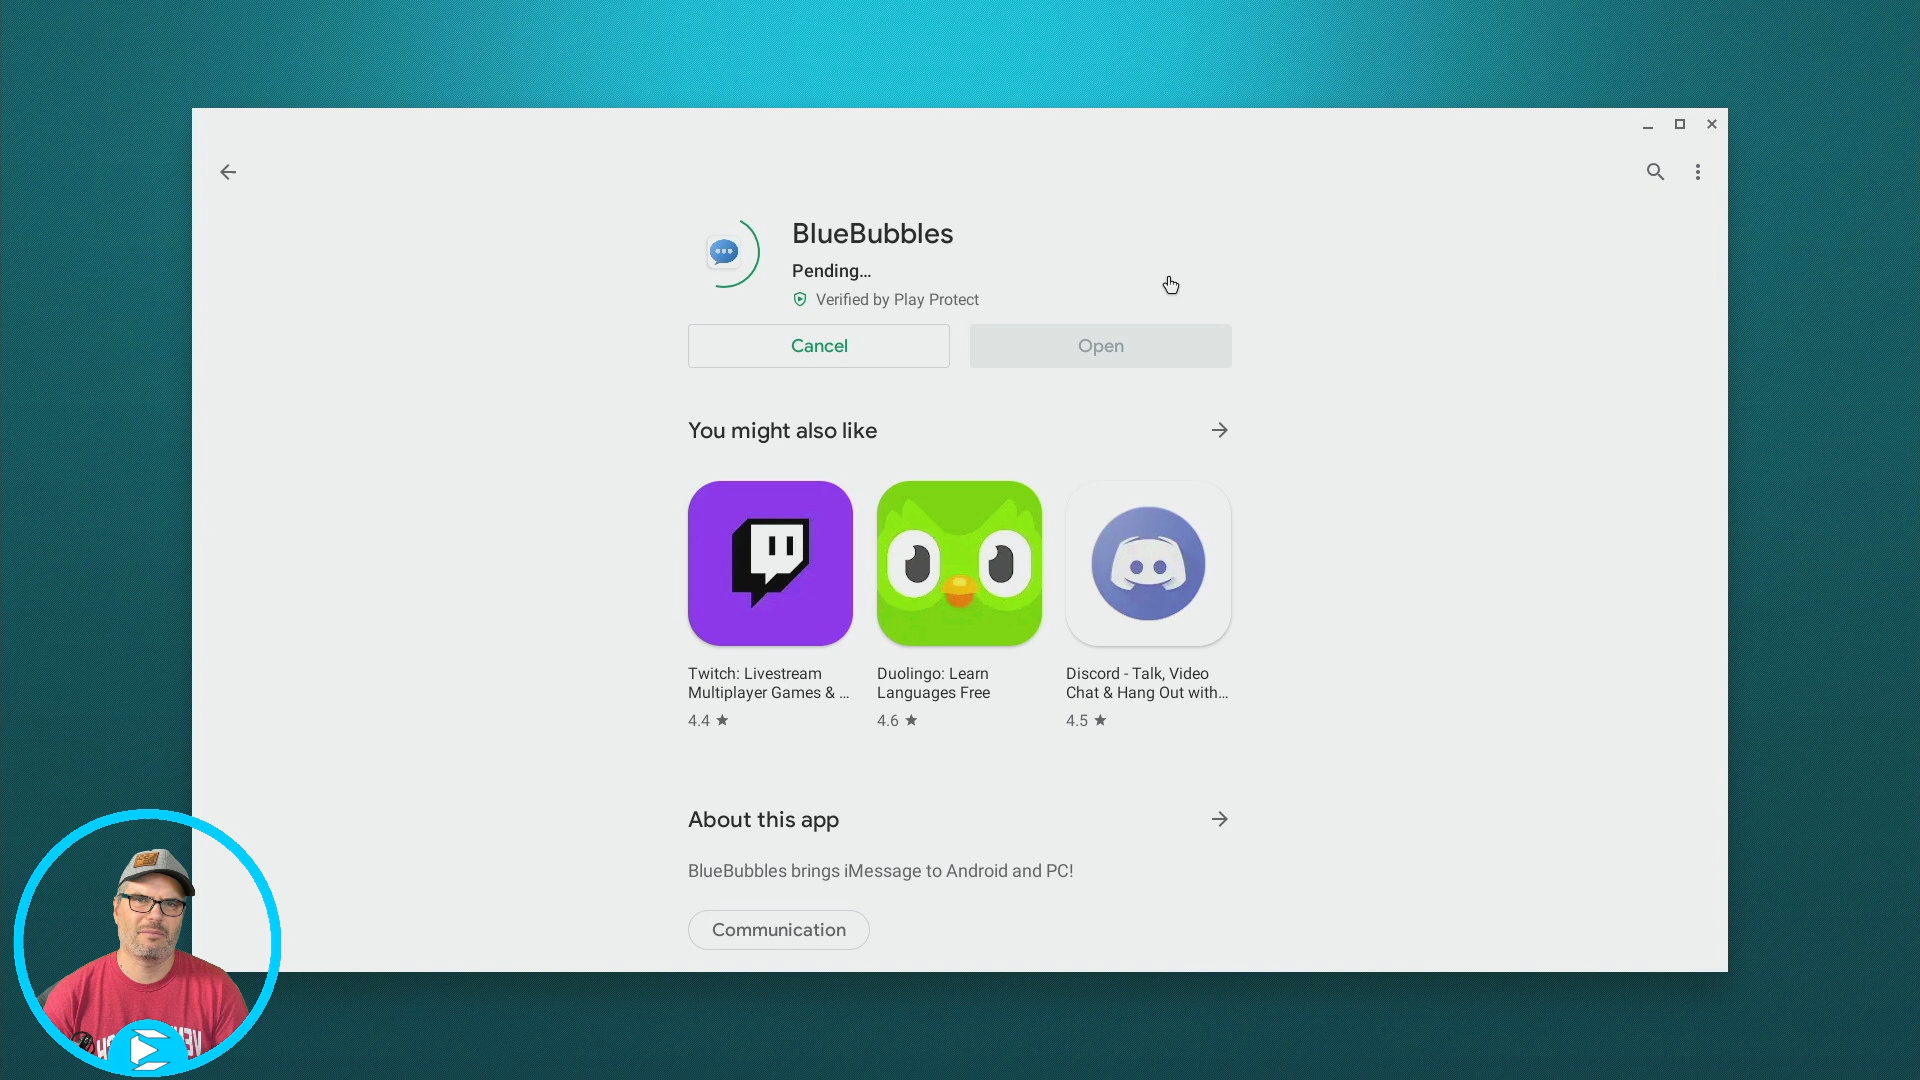 BlueBubbles
Pending...
Verified by Play Protect
Cancel
Open
You might also like
Twitch: Livestream
Multiplayer Games & ...
4.4
Duolingo: Learn
Languages Free
4.6
Discord - Talk, Video
Chat & Hang Out with...
4.5
About this app
BlueBubbles brings iMessage to Android and PC!
Communication